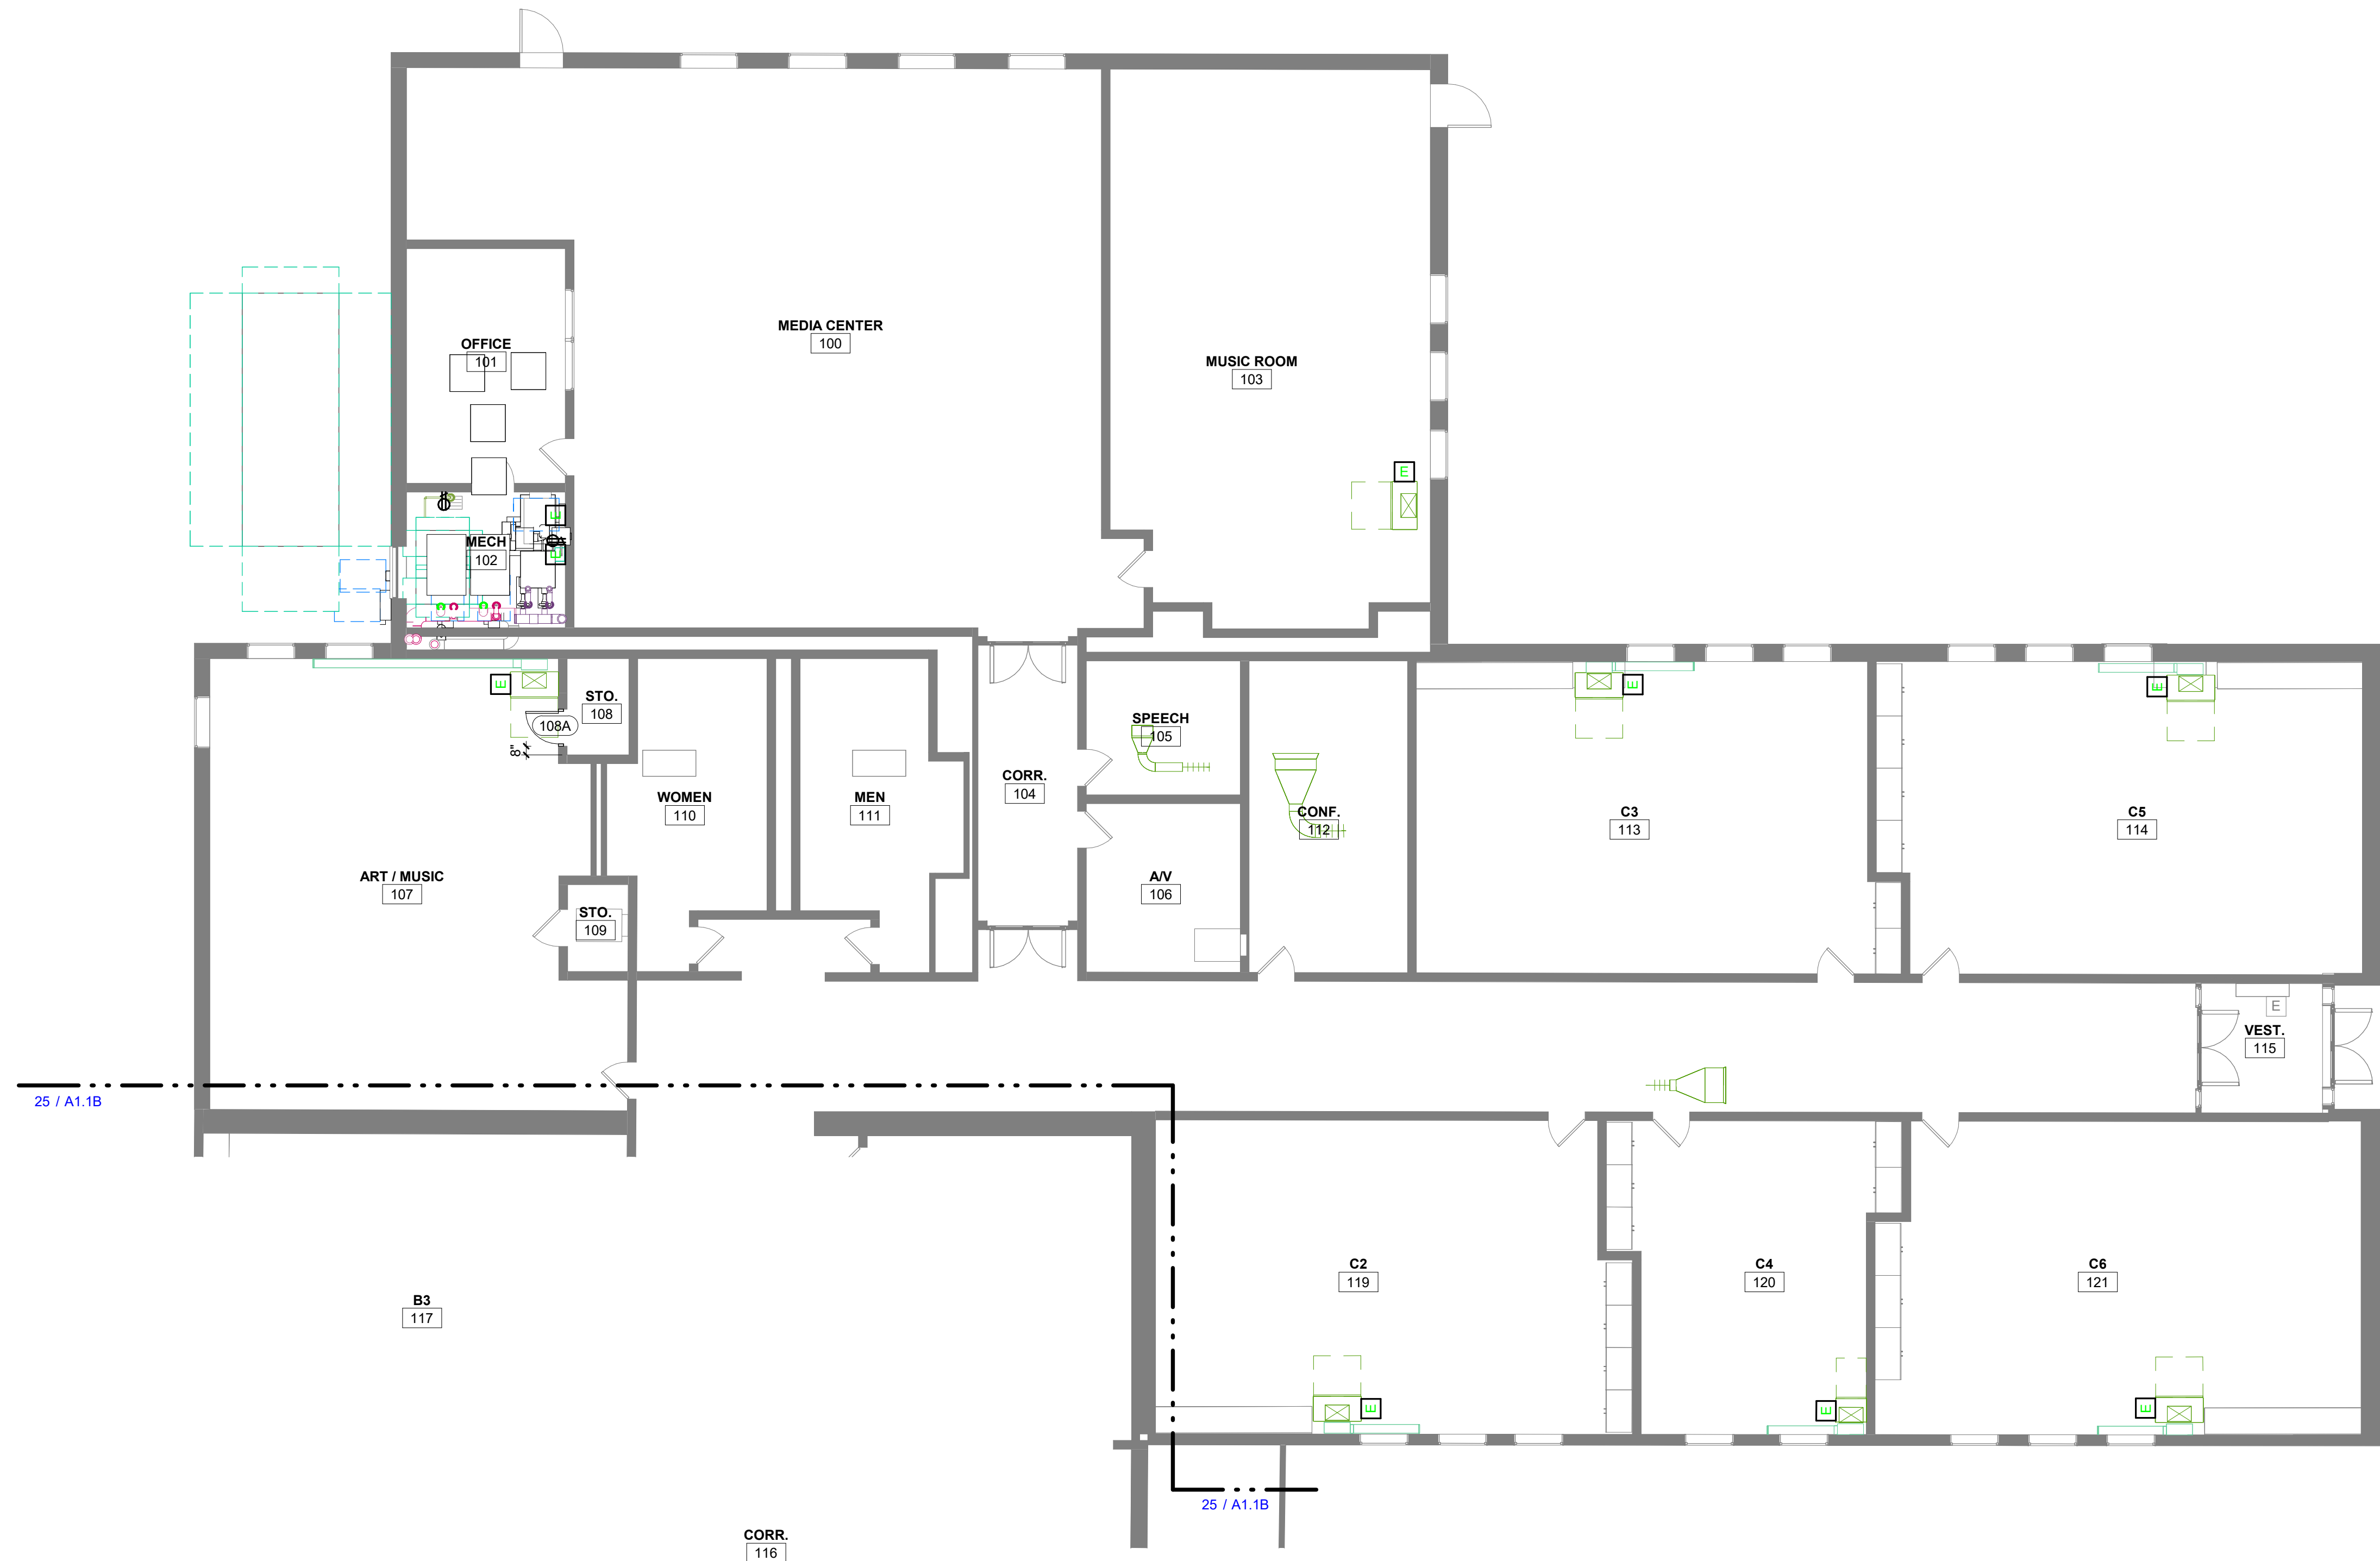 MEDIA CENTER
100
OFFICE
101
MUSIC ROOM
103
E
E
E
MECH
102
STO.
108
108A
8"
E
SPEECH
105
CORR.
104
WOMEN
110
MEN
111
CONF.
112
E
C3
113
E
C5
114
ART / MUSIC
107
A/V
106
STO.
109
E
VEST.
115
25 / A1.1B
C2
119
C4
120
C6
121
B3
117
E
E
E
25 / A1.1B
CORR.
116